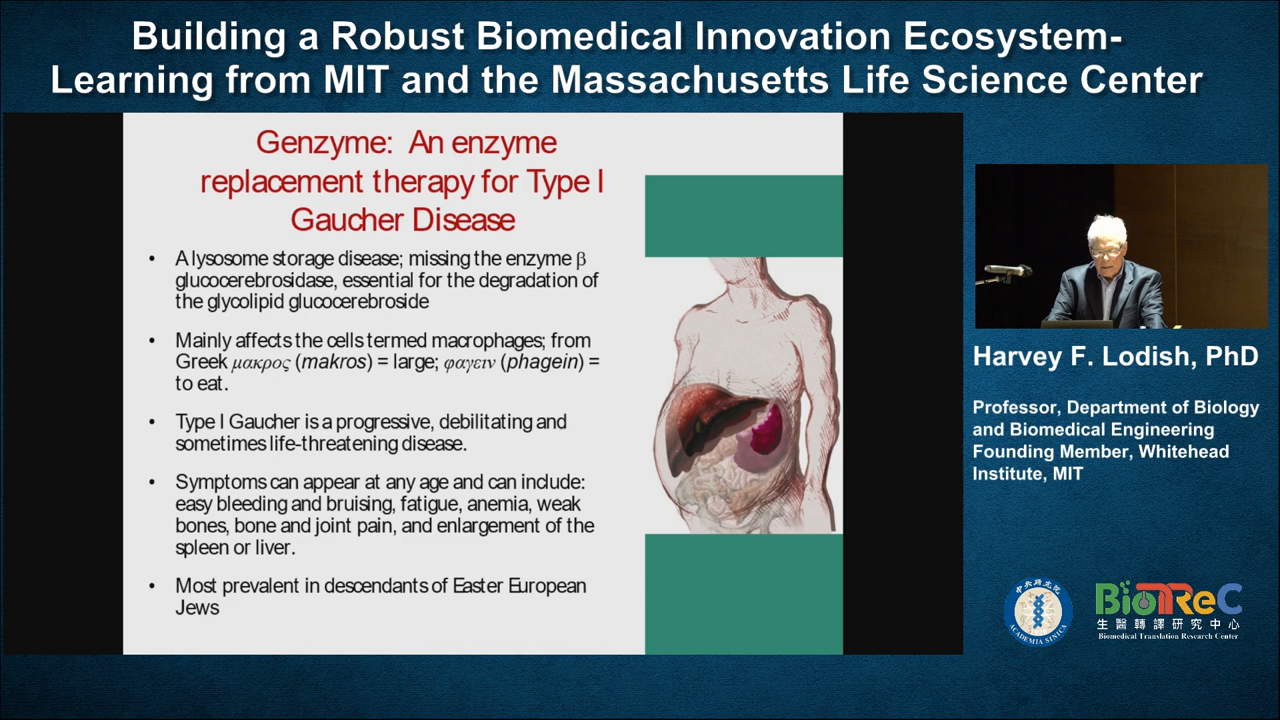 Building a Robust Biomedical Innovation Ecosystem-
Learning from MIT and the Massachusetts Life Science Center
Genzyme: An enzyme
replacement therapy for Type I
Gaucher Disease
• A lysosome storage disease; missing the enzyme β
glucocerebrosidase, essential for the degradation of
the glycolipid glucocerebroside
• Mainly affects the cells termed macrophages; from
Greek μακρος (makros) = large; φαγειν (phagein) =
to eat.
• Type I Gaucher is a progressive, debilitating and
sometimes life-threatening disease.
• Symptoms can appear at any age and can include:
easy bleeding and bruising, fatigue, anemia, weak
bones, bone and joint pain, and enlargement of the
spleen or liver.
• Most prevalent in descendants of Easter European
Jews
Harvey F. Lodish, PhD
Professor, Department of Biology
and Biomedical Engineering
Founding Member, Whitehead
Institute, MIT
中央研究院
ACADEMIA SINICA
BioTReC
生醫轉譯研究中心
Biomedical Translation Research Center